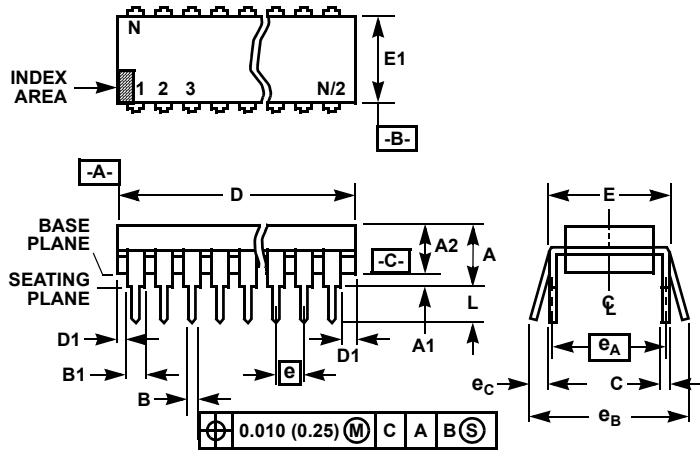 N
E1
INDEX
AREA
1 2 3 N/2
-B-
-A-
D
E
BASE
PLANE
A2
A
-C-
SEATING
PLANE
L
C
L
D1
A1
D1
eA
B1
e
eC
C
B
eB
⌖ 0.010 (0.25) Ⓜ C A B Ⓢ